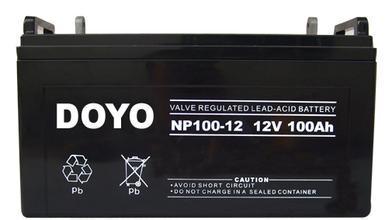 DOYO
VALVE REGULATED LEAD-ACID BATTERY
NP100-12 12V 100Ah
Pb
Pb
CAUTION
•AVOID SHORT CIRCUIT
•DO NOT CHARGE IN A SEALED CONTAINER